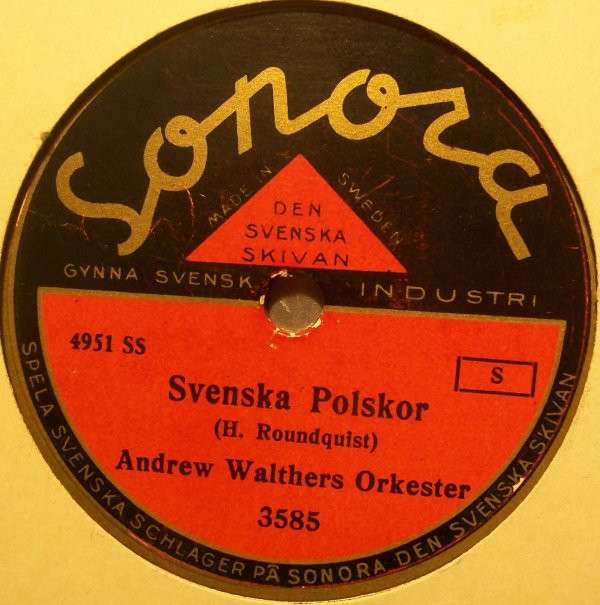 Sonora
MADE IN SWEDEN
DEN
SVENSKA
SKIVAN
GYNNA SVENSK INDUSTRI
4951 SS
S
Svenska Polskor
(H. Roundquist)
Andrew Walthers Orkester
3585
SPELA SVENSKA SCHLAGER PÅ SONORA DEN SVENSKA SKIVAN